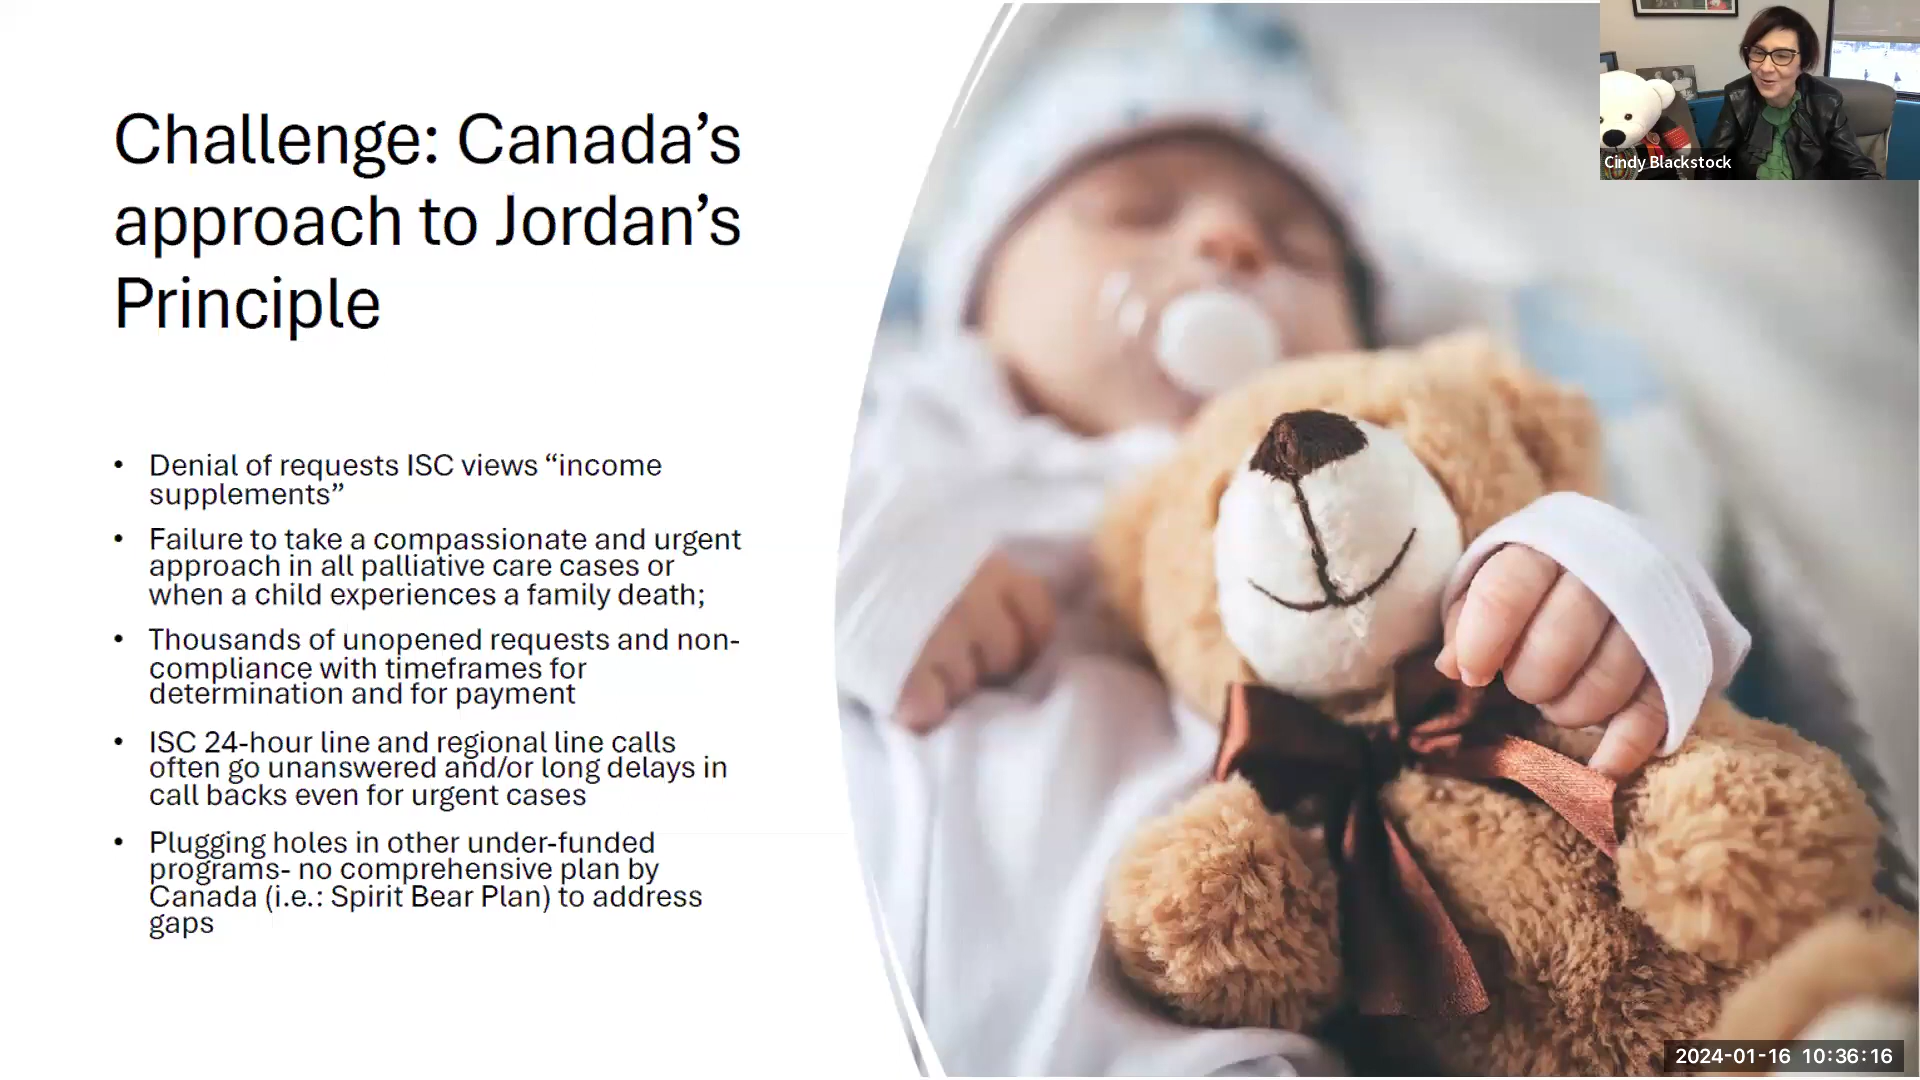 Challenge: Canada’s
approach to Jordan’s
Principle
• Denial of requests ISC views “income
supplements”
• Failure to take a compassionate and urgent
approach in all palliative care cases or
when a child experiences a family death;
• Thousands of unopened requests and non-
compliance with timeframes for
determination and for payment
• ISC 24-hour line and regional line calls
often go unanswered and/or long delays in
call backs even for urgent cases
• Plugging holes in other under-funded
programs- no comprehensive plan by
Canada (i.e.: Spirit Bear Plan) to address
gaps
Cindy Blackstock
2024-01-16 10:36:16